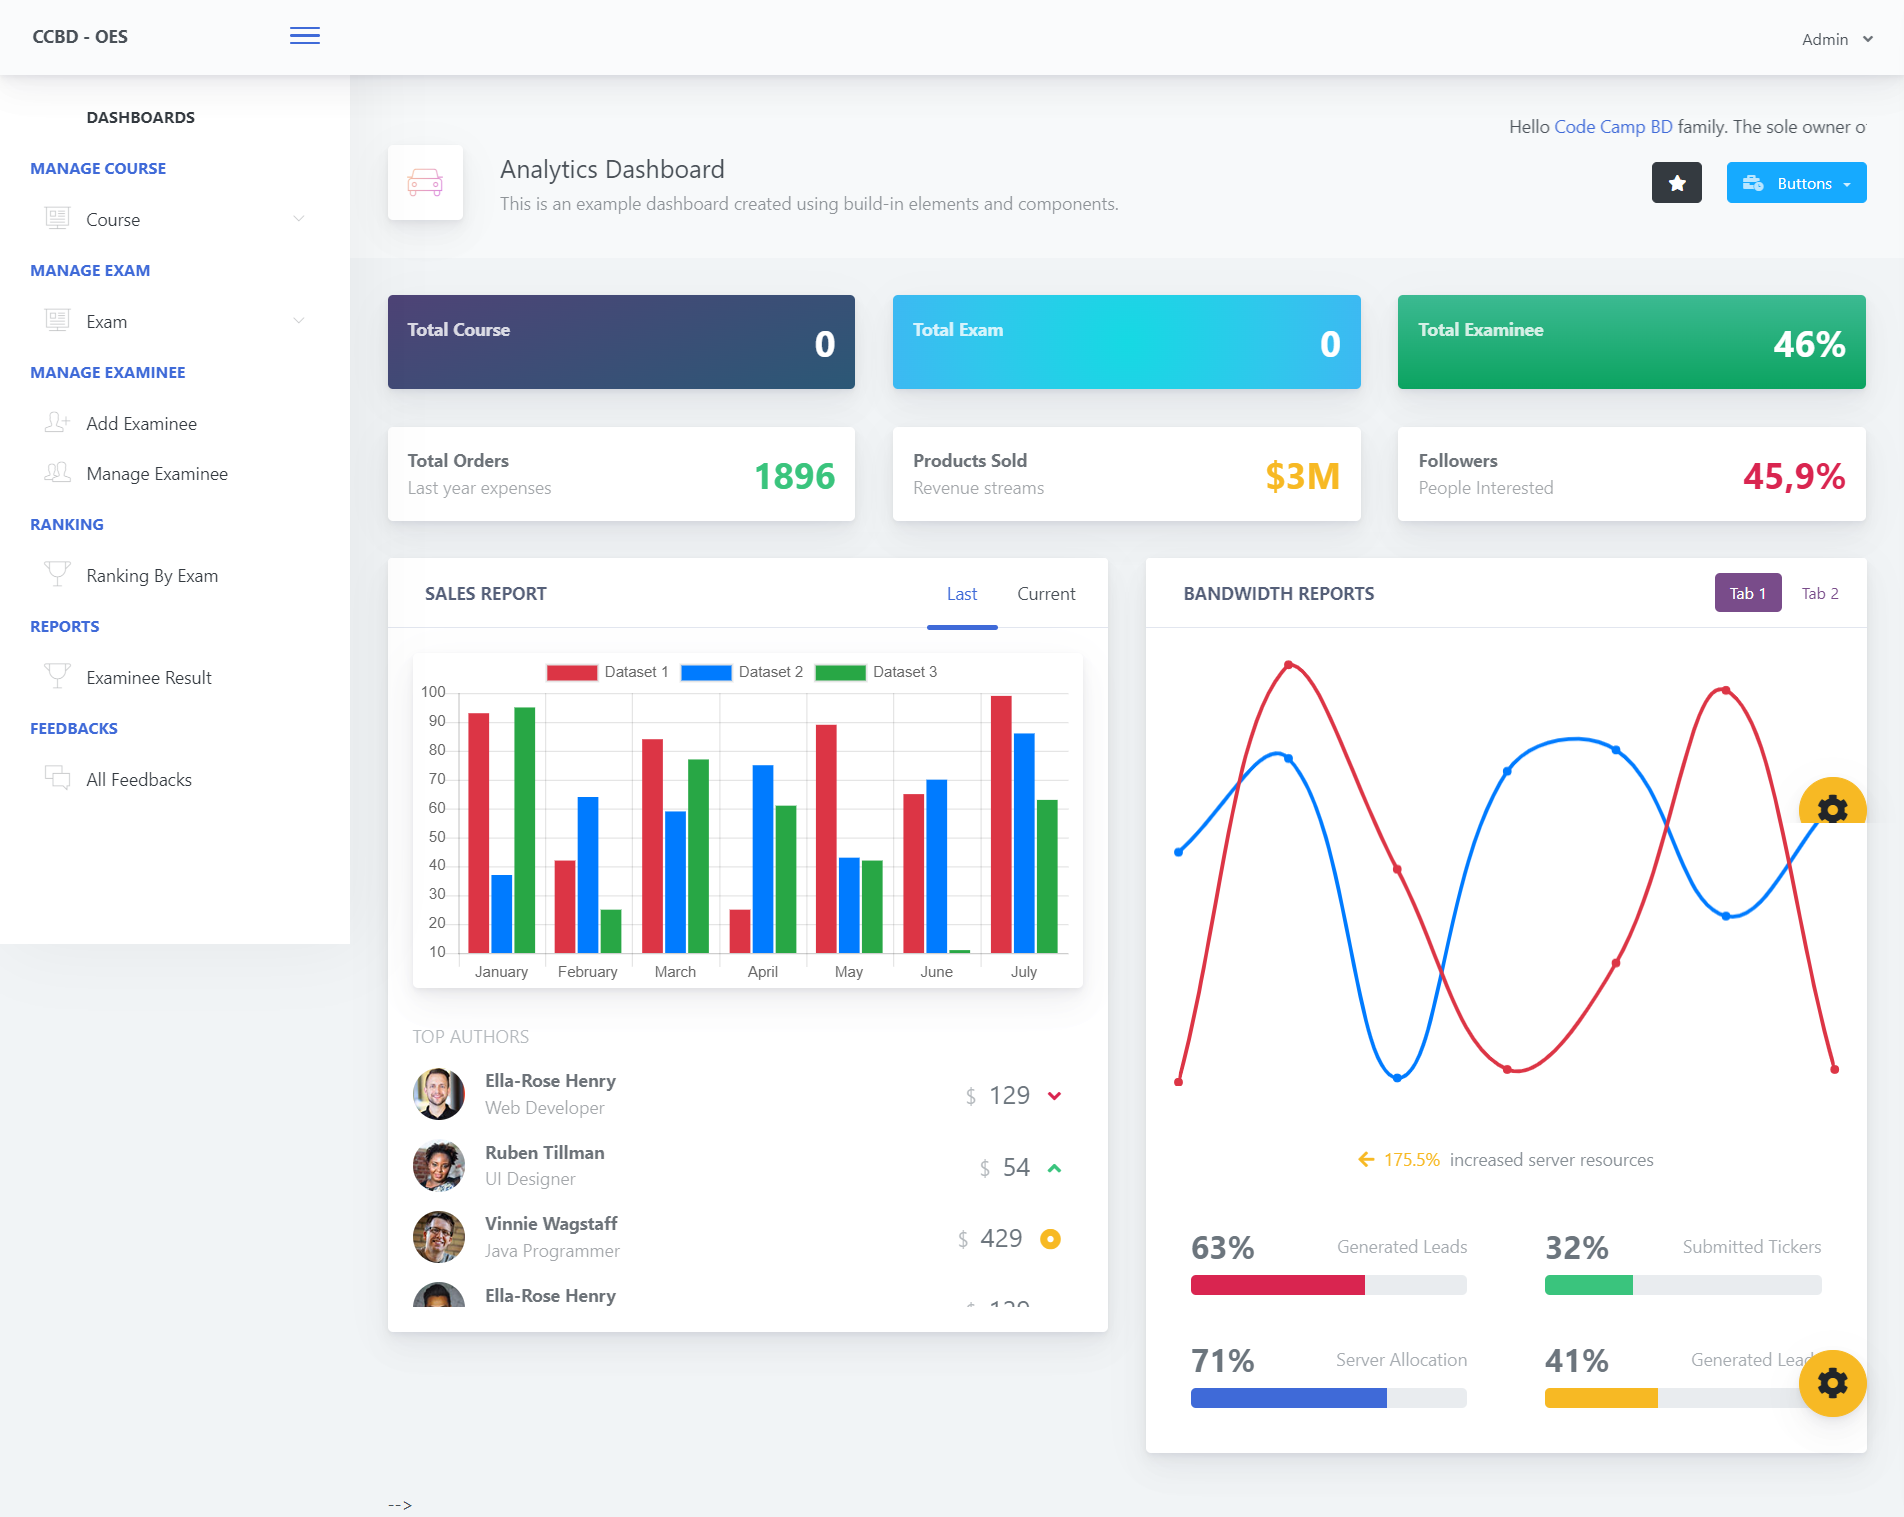 CCBD - OES
Admin
DASHBOARDS
MANAGE COURSE
Course
MANAGE EXAM
Exam
MANAGE EXAMINEE
Add Examinee
Manage Examinee
RANKING
Ranking By Exam
REPORTS
Examinee Result
FEEDBACKS
All Feedbacks
Hello Code Camp BD family. The sole owner o
Analytics Dashboard
This is an example dashboard created using build-in elements and components.
Buttons
Total Course
0
Total Exam
0
Total Examinee
46%
Total Orders
Last year expenses
1896
Products Sold
Revenue streams
$3M
Followers
People Interested
45,9%
SALES REPORT
Last
Current
Dataset 1 Dataset 2 Dataset 3
100
90
80
70
60
50
40
30
20
10
January February March April May June July
TOP AUTHORS
Ella-Rose Henry
Web Developer
$ 129
Ruben Tillman
UI Designer
$ 54
Vinnie Wagstaff
Java Programmer
$ 429
Ella-Rose Henry
BANDWIDTH REPORTS
Tab 1
Tab 2
175.5% increased server resources
63% Generated Leads
32% Submitted Tickers
71% Server Allocation
41% Generated Lead
-->